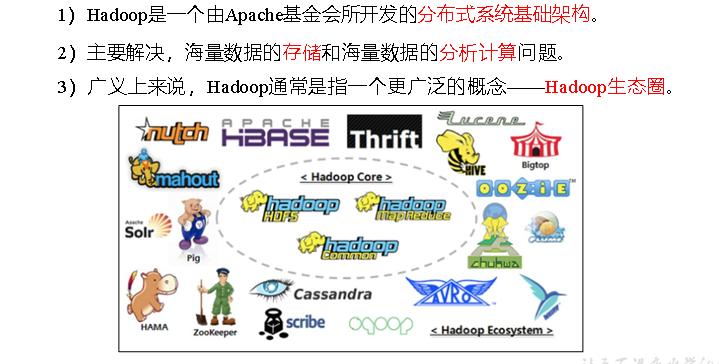 1）Hadoop是一个由Apache基金会所开发的分布式系统基础架构。
2）主要解决，海量数据的存储和海量数据的分析计算问题。
3）广义上来说，Hadoop通常是指一个更广泛的概念——Hadoop生态圈。
nutch
APACHE
HBASE
Thrift
Lucene
HIVE
Bigtop
mahout
< Hadoop Core >
OOZIE TM
hadoop
HDFS
hadoop
Map Reduce
Apache
Solr
Pig
hadoop
Common
chukwa
FLUME
HAMA
ZooKeeper
Cassandra
scribe
sqoop
AVRO
< Hadoop Ecosystem >